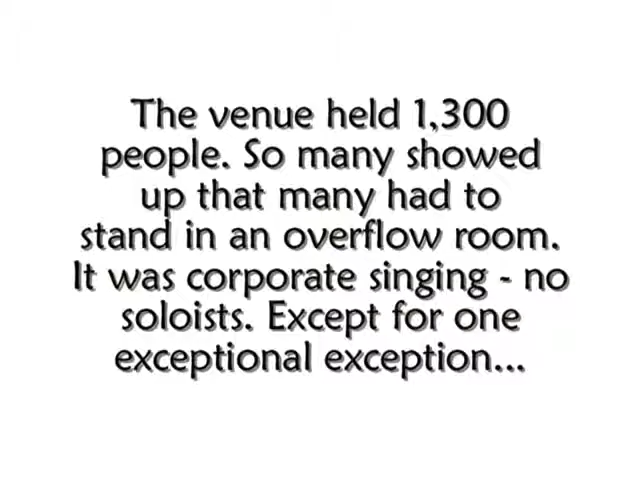 The venue held 1,300
people. So many showed
up that many had to
stand in an overflow room.
It was corporate singing - no
soloists. Except for one
exceptional exception...